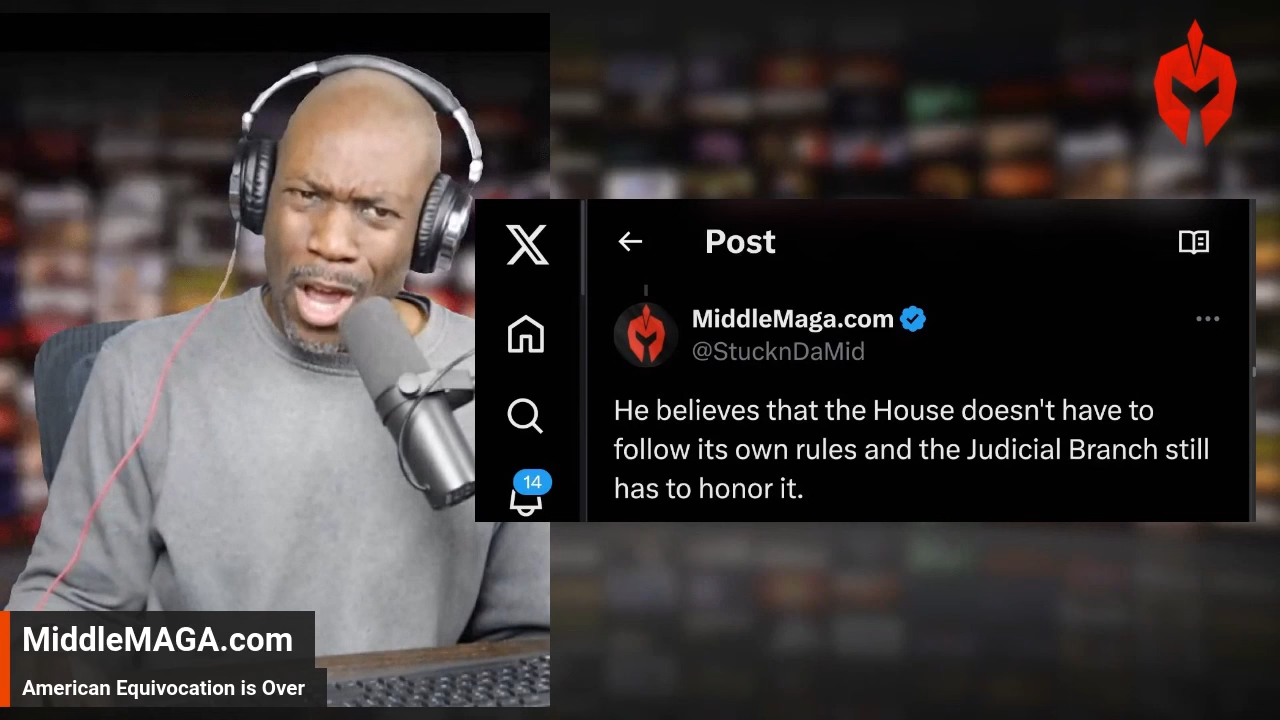 Post
MiddleMaga.com
@StucknDaMid
He believes that the House doesn't have to
follow its own rules and the Judicial Branch still
has to honor it.
14
MiddleMAGA.com
American Equivocation is Over